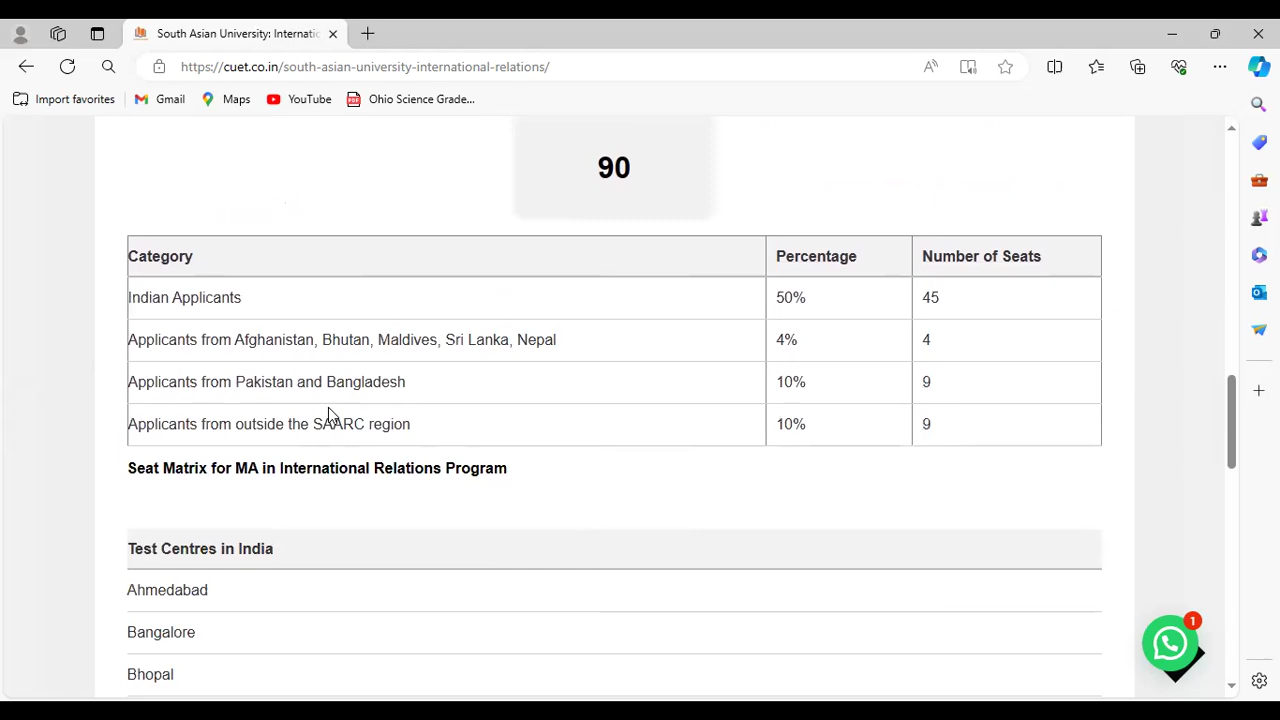 South Asian University: Internatio
https://cuet.co.in/south-asian-university-international-relations/
Import favorites
Gmail
Maps
YouTube
PDF
Ohio Science Grade...
90
Category Percentage Number of Seats
Indian Applicants 50% 45
Applicants from Afghanistan, Bhutan, Maldives, Sri Lanka, Nepal 4% 4
Applicants from Pakistan and Bangladesh 10% 9
Applicants from outside the SAARC region 10% 9
Seat Matrix for MA in International Relations Program
Test Centres in India
Ahmedabad
Bangalore
Bhopal
1